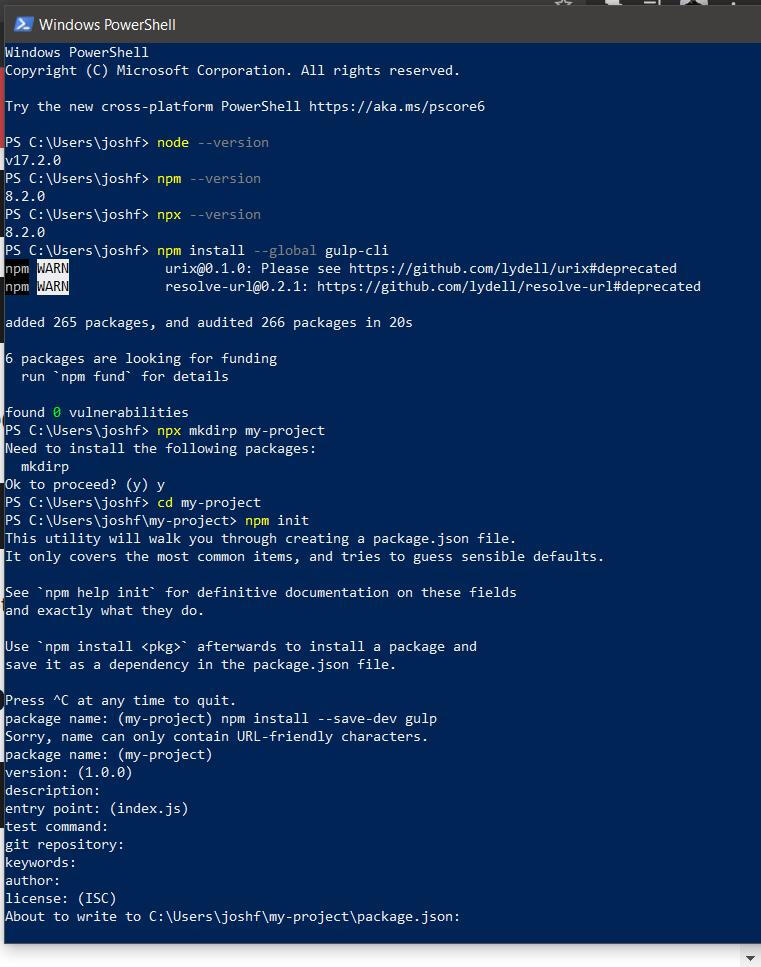 Windows PowerShell
Windows PowerShell
Copyright (C) Microsoft Corporation. All rights reserved.
Try the new cross-platform PowerShell https://aka.ms/pscore6
PS C:\Users\joshf> node --version
v17.2.0
PS C:\Users\joshf> npm --version
8.2.0
PS C:\Users\joshf> npx --version
8.2.0
PS C:\Users\joshf> npm install --global gulp-cli
npm WARN urix@0.1.0: Please see https://github.com/lydell/urix#deprecated
npm WARN resolve-url@0.2.1: https://github.com/lydell/resolve-url#deprecated
added 265 packages, and audited 266 packages in 20s
6 packages are looking for funding
run `npm fund` for details
found 0 vulnerabilities
PS C:\Users\joshf> npx mkdirp my-project
Need to install the following packages:
mkdirp
Ok to proceed? (y) y
PS C:\Users\joshf> cd my-project
PS C:\Users\joshf\my-project> npm init
This utility will walk you through creating a package.json file.
It only covers the most common items, and tries to guess sensible defaults.
See `npm help init` for definitive documentation on these fields
and exactly what they do.
Use `npm install <pkg>` afterwards to install a package and
save it as a dependency in the package.json file.
Press ^C at any time to quit.
package name: (my-project) npm install --save-dev gulp
Sorry, name can only contain URL-friendly characters.
package name: (my-project)
version: (1.0.0)
description:
entry point: (index.js)
test command:
git repository:
keywords:
author:
license: (ISC)
About to write to C:\Users\joshf\my-project\package.json: